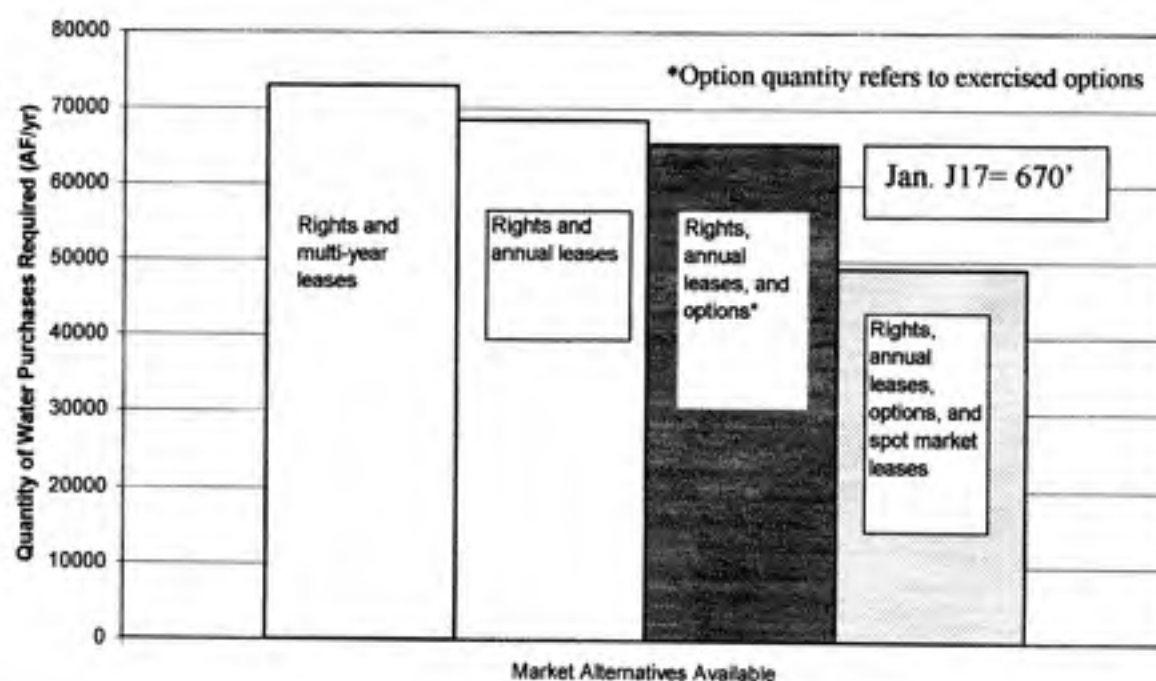 80000
*Option quantity refers to exercised options
70000
Jan. J17= 670'
60000
Rights and
multi-year
leases
Rights and
annual leases
Rights,
annual
leases, and
options*
50000
40000
Rights,
annual
leases,
options, and
spot market
leases
30000
20000
10000
0
Quantity of Water Purchases Required (AF/yr)
Market Alternatives Available